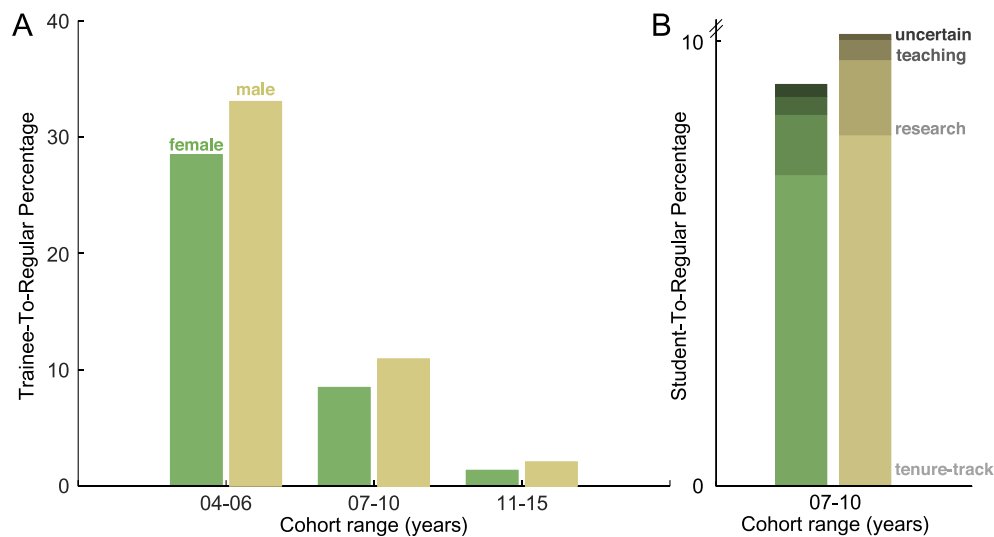 A
Trainee-To-Regular Percentage
40
30
20
10
0
female
male
04-06
07-10
11-15
Cohort range (years)
B
Student-To-Regular Percentage
10
0
uncertain
teaching
research
tenure-track
07-10
Cohort range (years)